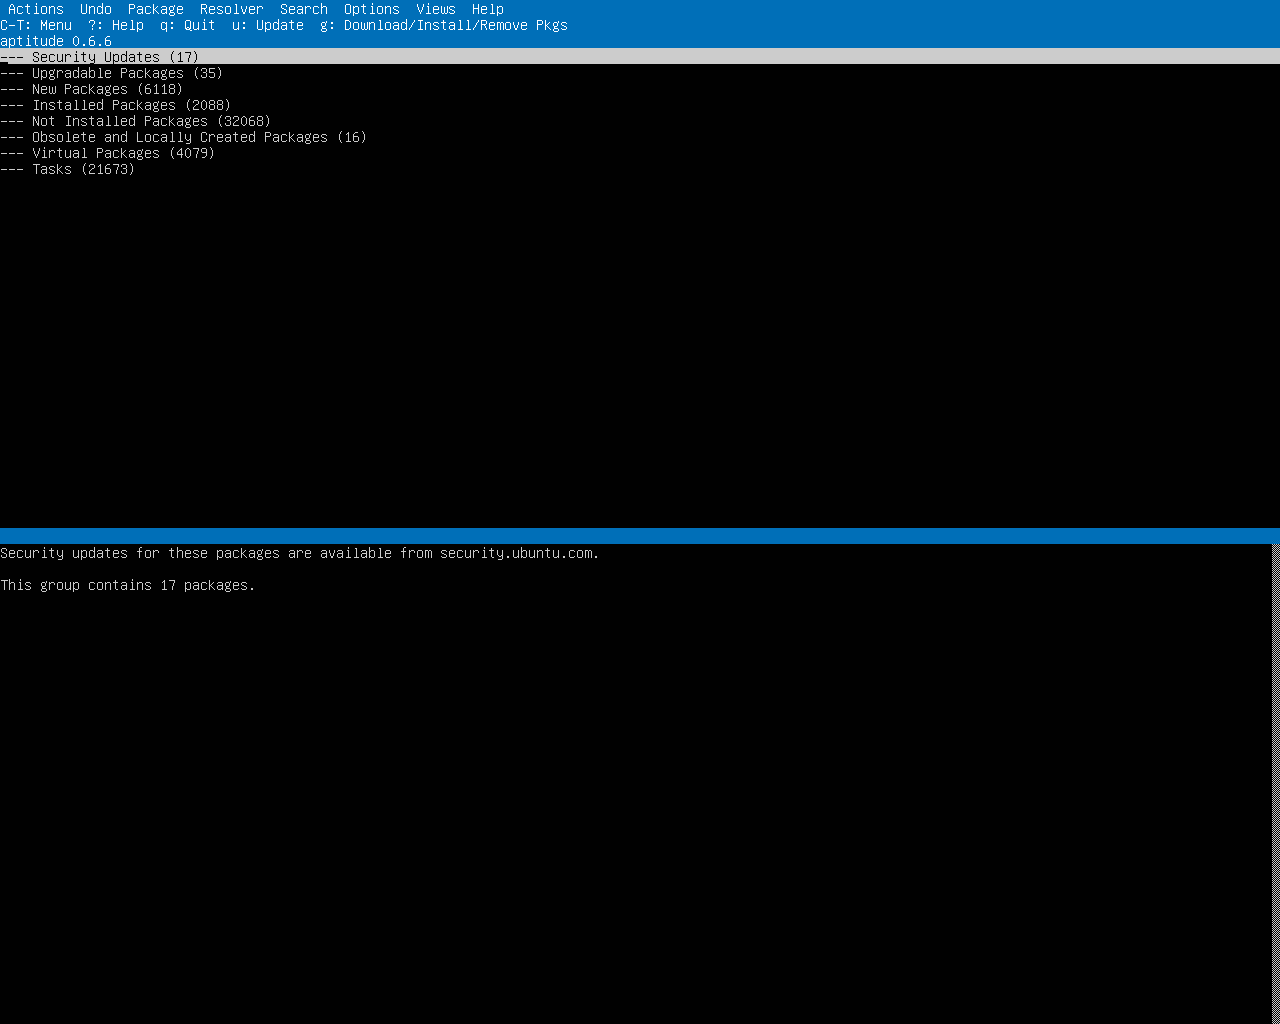 Actions  Undo  Package  Resolver  Search  Options  Views  Help
C-T: Menu  ?: Help  q: Quit  u: Update  g: Download/Install/Remove Pkgs
aptitude 0.6.6
--- Security Updates (17)
--- Upgradable Packages (35)
--- New Packages (6118)
--- Installed Packages (2088)
--- Not Installed Packages (32068)
--- Obsolete and Locally Created Packages (16)
--- Virtual Packages (4079)
--- Tasks (21673)
Security updates for these packages are available from security.ubuntu.com.
This group contains 17 packages.